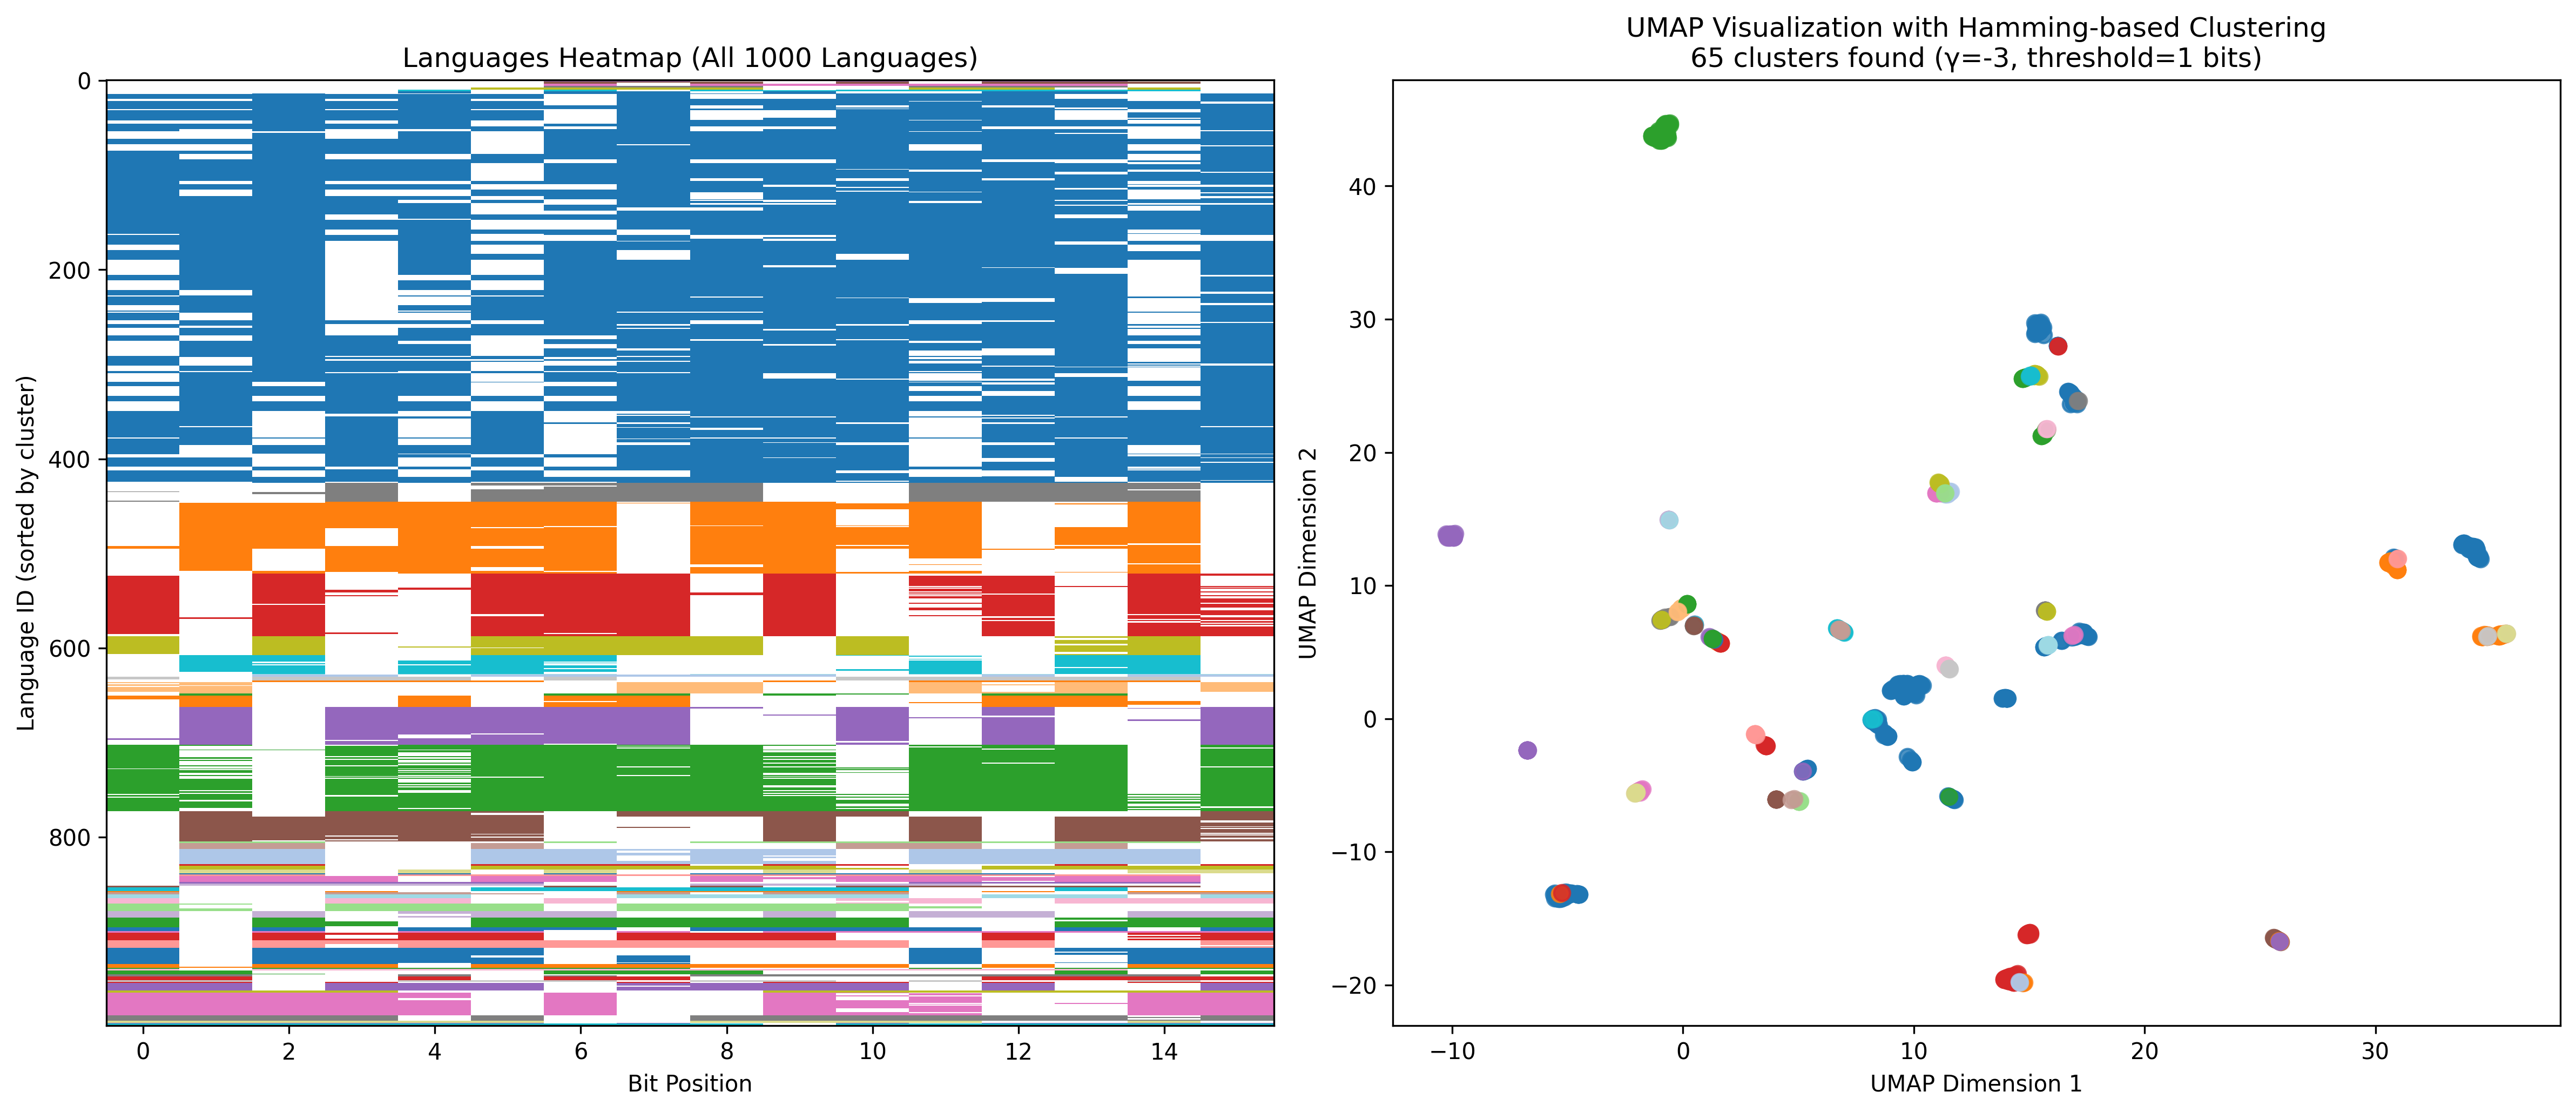 Languages Heatmap (All 1000 Languages)
Language ID (sorted by cluster)
0
200
400
600
800
0 2 4 6 8 10 12 14
Bit Position
UMAP Visualization with Hamming-based Clustering
65 clusters found (γ=-3, threshold=1 bits)
UMAP Dimension 2
40
30
20
10
0
−10
−20
−10 0 10 20 30
UMAP Dimension 1